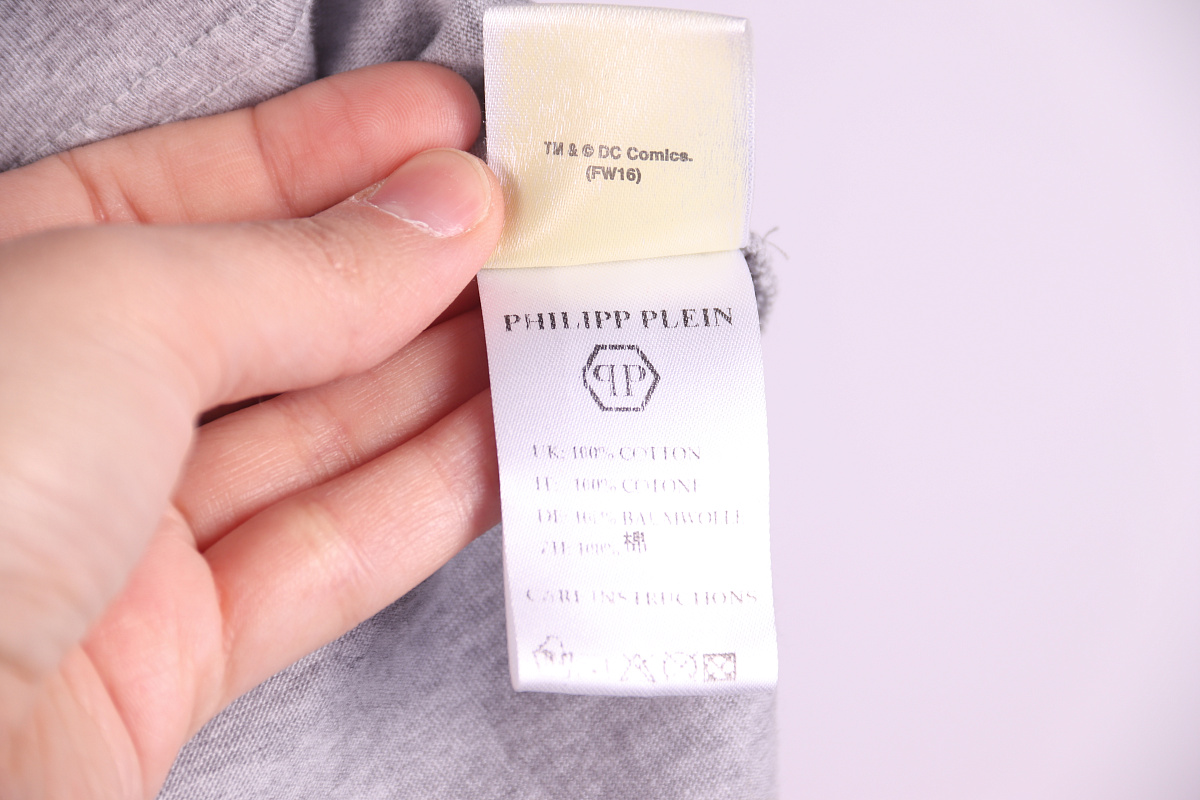 TM & © DC Comics.
(FW16)
PHILIPP PLEIN
PP
UK: 100% COTTON
IT: 100% COTONE
DE: 100% BAUMWOLLE
ZH: 100% 棉
CARE INSTRUCTIONS